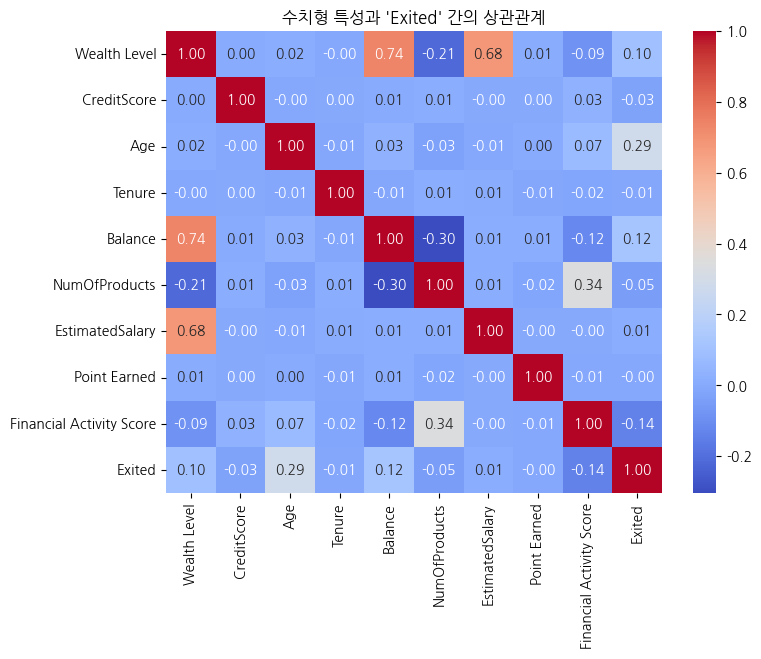 수치형 특성과 'Exited' 간의 상관관계
Wealth Level 1.00 0.00 0.02 -0.00 0.74 -0.21 0.68 0.01 -0.09 0.10
CreditScore 0.00 1.00 -0.00 0.00 0.01 0.01 -0.00 0.00 0.03 -0.03
Age 0.02 -0.00 1.00 -0.01 0.03 -0.03 -0.01 0.00 0.07 0.29
Tenure -0.00 0.00 -0.01 1.00 -0.01 0.01 0.01 -0.01 -0.02 -0.01
Balance 0.74 0.01 0.03 -0.01 1.00 -0.30 0.01 0.01 -0.12 0.12
NumOfProducts -0.21 0.01 -0.03 0.01 -0.30 1.00 0.01 -0.02 0.34 -0.05
EstimatedSalary 0.68 -0.00 -0.01 0.01 0.01 0.01 1.00 -0.00 -0.00 0.01
Point Earned 0.01 0.00 0.00 -0.01 0.01 -0.02 -0.00 1.00 -0.01 -0.00
Financial Activity Score -0.09 0.03 0.07 -0.02 -0.12 0.34 -0.00 -0.01 1.00 -0.14
Exited 0.10 -0.03 0.29 -0.01 0.12 -0.05 0.01 -0.00 -0.14 1.00
Wealth Level
CreditScore
Age
Tenure
Balance
NumOfProducts
EstimatedSalary
Point Earned
Financial Activity Score
Exited
1.0
0.8
0.6
0.4
0.2
0.0
-0.2